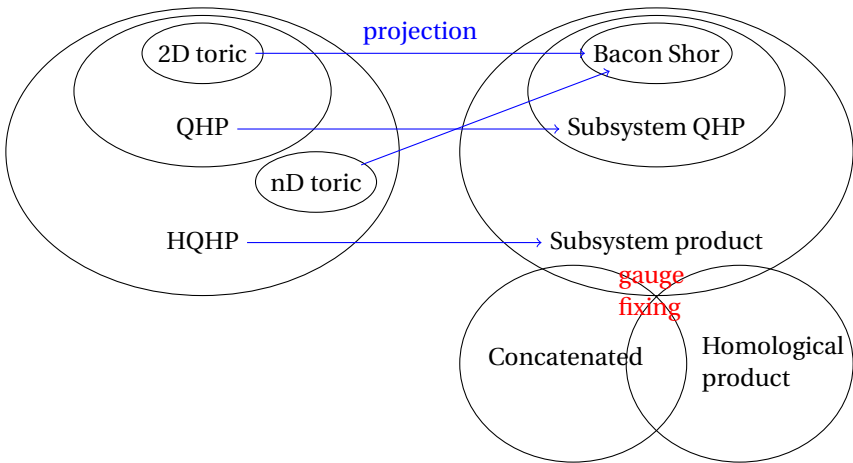 projection
2D toric
Bacon Shor
QHP
Subsystem QHP
nD toric
HQHP
Subsystem product
gauge
fixing
Concatenated
Homological
product